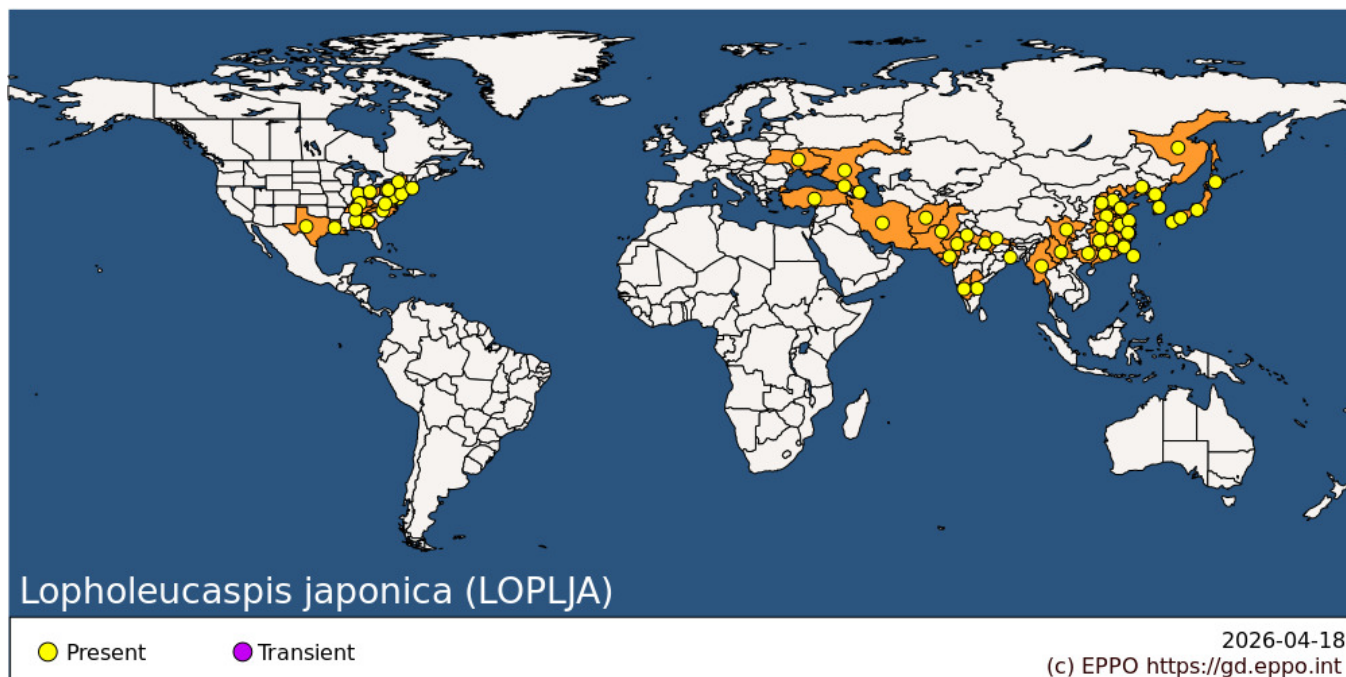 Lopholeucaspis japonica (LOPLJA)
Present
Transient
2026-04-18
(c) EPPO https://gd.eppo.int